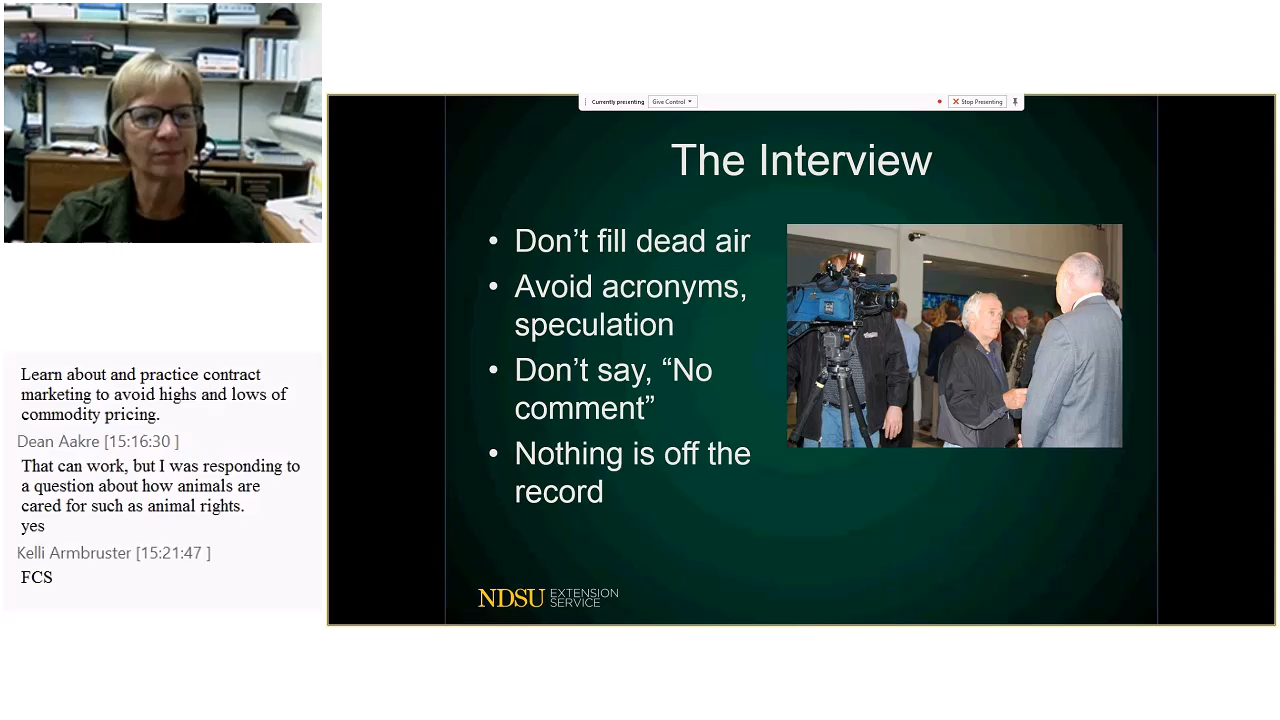 Currently presenting Give Control
Stop Presenting
The Interview
• Don’t fill dead air
• Avoid acronyms,
speculation
• Don’t say, “No
comment”
• Nothing is off the
record
NDSU EXTENSION
SERVICE
Learn about and practice contract
marketing to avoid highs and lows of
commodity pricing.
Dean Aakre [15:16:30 ]
That can work, but I was responding to
a question about how animals are
cared for such as animal rights.
yes
Kelli Armbruster [15:21:47 ]
FCS